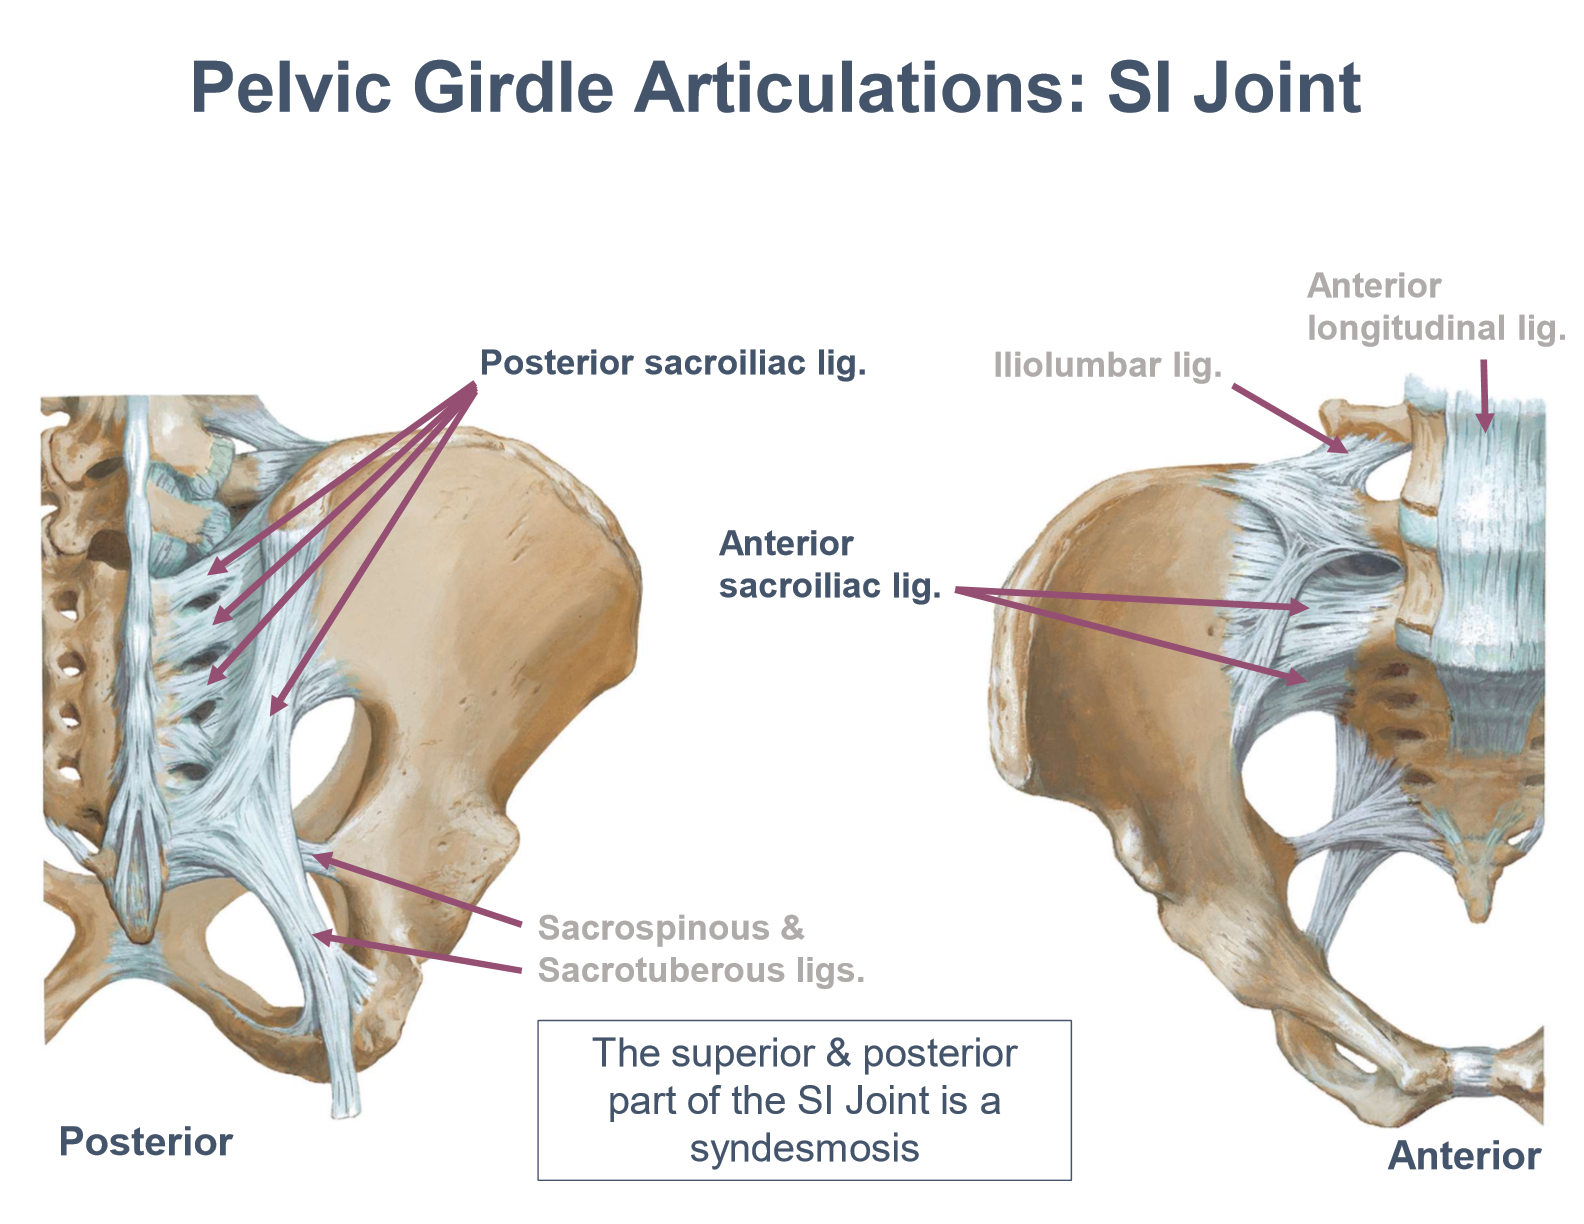 Pelvic Girdle Articulations: SI Joint
Anterior
longitudinal lig.
Posterior sacroiliac lig.
Iliolumbar lig.
Anterior
sacroiliac lig.
Sacrospinous &
Sacrotuberous ligs.
The superior & posterior
part of the SI Joint is a
syndesmosis
Posterior
Anterior